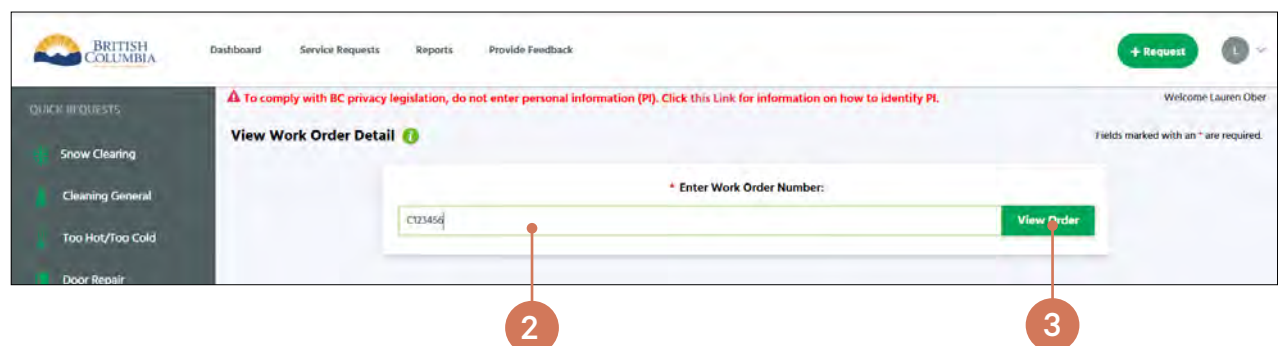 BRITISH
COLUMBIA
Dashboard Service Requests Reports Provide Feedback
+ Request
L
QUICK REQUESTS
To comply with BC privacy legislation, do not enter personal information (PI). Click this Link for information on how to identify PI.
Welcome Lauren Ober
View Work Order Detail i
Fields marked with an * are required.
Snow Clearing
* Enter Work Order Number:
Cleaning General
C123456
View Order
Too Hot/Too Cold
Door Repair
2
3